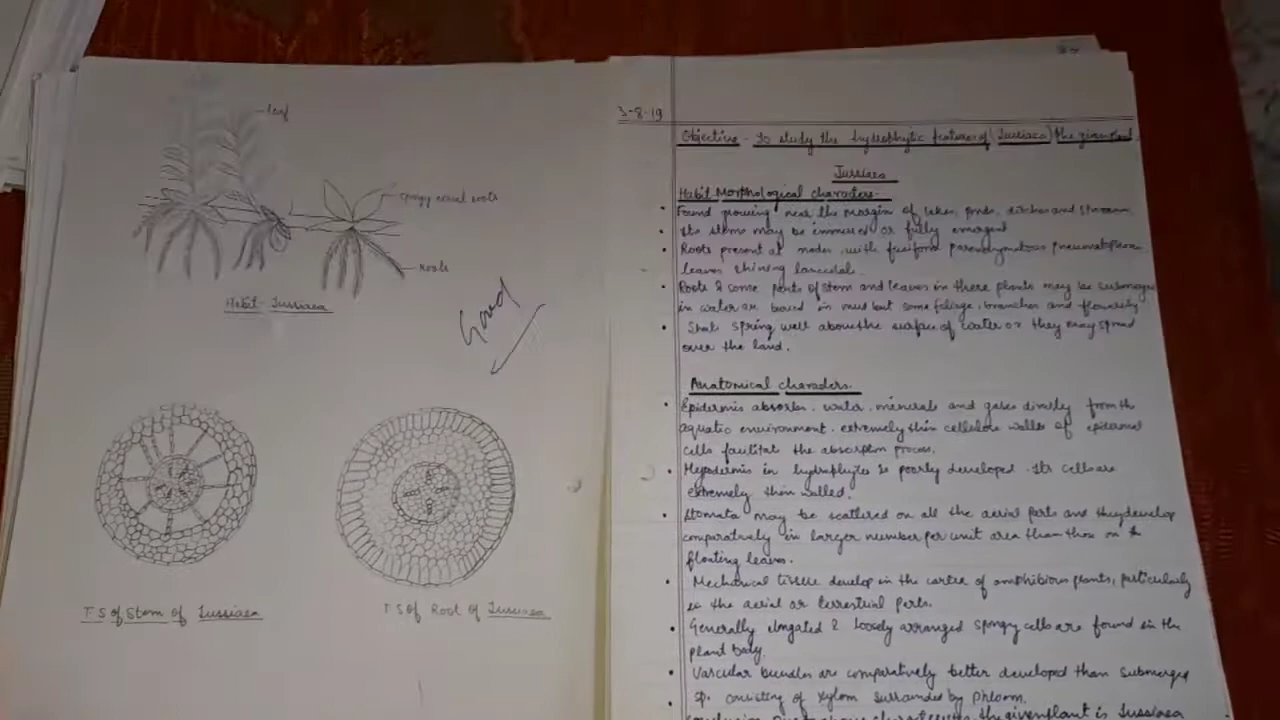 leaf
spongy aerial roots
Roots
Habit - Jussiaea
Good
T.S of Stem of Jussiaea
T.S of Root of Jussiaea
3-8-19
Objective - To study the hydrophytic features of (Jussiaea) the given
Jussiaea
Habit Morphological characters-
Found growing near the margin of lakes, ponds, ditches and stream
Its stems may be immersed or fully emergent
Roots present at nodes, with fusiform parenchymatous pneumatophores
leaves shining
Roots & some parts of stem and leaves in these plants may be submerged
in water or buried in mud but some foliage, branches and flowering
Spring well above the surface of water or they may spread
over the land.
Anatomical characters.
Epidermis absorbs, water, minerals and gases directly from the
aquatic environment. extremely thin cellulose walls of epidermal
cells facilitate the absorption process.
Hypodermis in hydrophytes is poorly developed. Its cells are
extremely thin walled.
Stomata may be scattered on all the aerial parts and they develop
comparatively in larger number per unit area than those on the
floating leaves.
Mechanical tissue develop in the cortex of amphibious plants, particularly
in the aerial or terrestrial parts.
Generally elongated & loosely arranged spongy cells are found in the
plant body.
Vascular bundles are comparatively better developed than submerged
sp. consisting of xylem surrounded by Phloem.
the given plant is Jussiaea